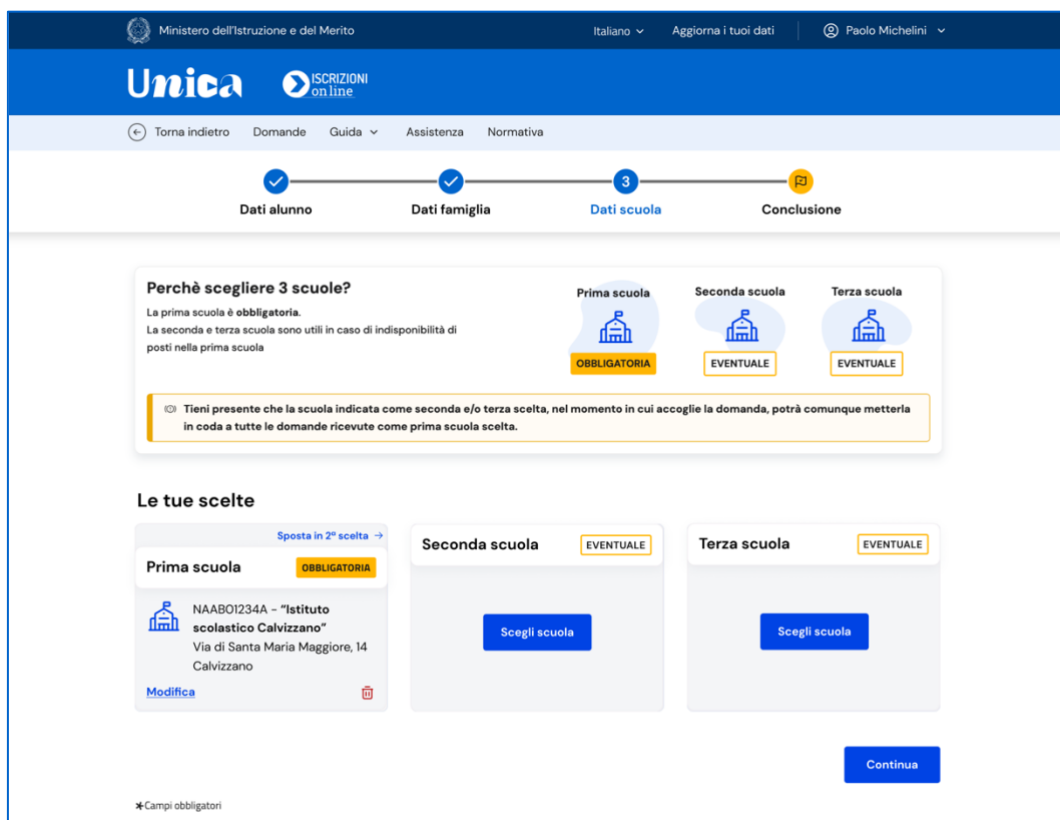 Ministero dell'Istruzione e del Merito Italiano Aggiorna i tuoi dati Paolo Michelini
Unica ISCRIZIONI
online
Torna indietro Domande Guida Assistenza Normativa
3
Dati alunno Dati famiglia Dati scuola Conclusione
Perchè scegliere 3 scuole?
La prima scuola è obbligatoria.
La seconda e terza scuola sono utili in caso di indisponibilità di
posti nella prima scuola
Prima scuola Seconda scuola Terza scuola
OBBLIGATORIA EVENTUALE EVENTUALE
Tieni presente che la scuola indicata come seconda e/o terza scelta, nel momento in cui accoglie la domanda, potrà comunque metterla
in coda a tutte le domande ricevute come prima scuola scelta.
Le tue scelte
Sposta in 2ª scelta →
Prima scuola OBBLIGATORIA
NAABO1234A - “Istituto
scolastico Calvizzano”
Via di Santa Maria Maggiore, 14
Calvizzano
Modifica
Seconda scuola EVENTUALE
Scegli scuola
Terza scuola EVENTUALE
Scegli scuola
Continua
*Campi obbligatori